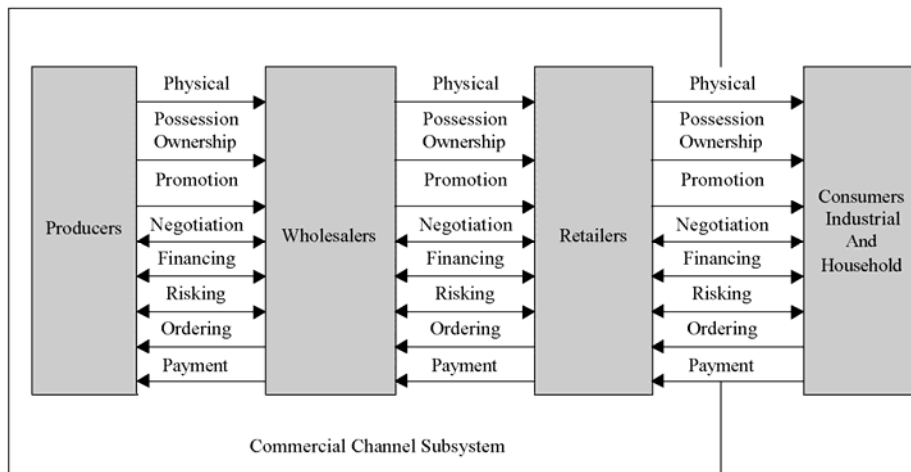 Physical
Physical
Physical
Possession
Ownership
Possession
Ownership
Possession
Ownership
Promotion
Promotion
Promotion
Producers
Wholesalers
Retailers
Consumers
Industrial
And
Household
Negotiation
Negotiation
Negotiation
Financing
Financing
Financing
Risking
Risking
Risking
Ordering
Ordering
Ordering
Payment
Payment
Payment
Commercial Channel Subsystem